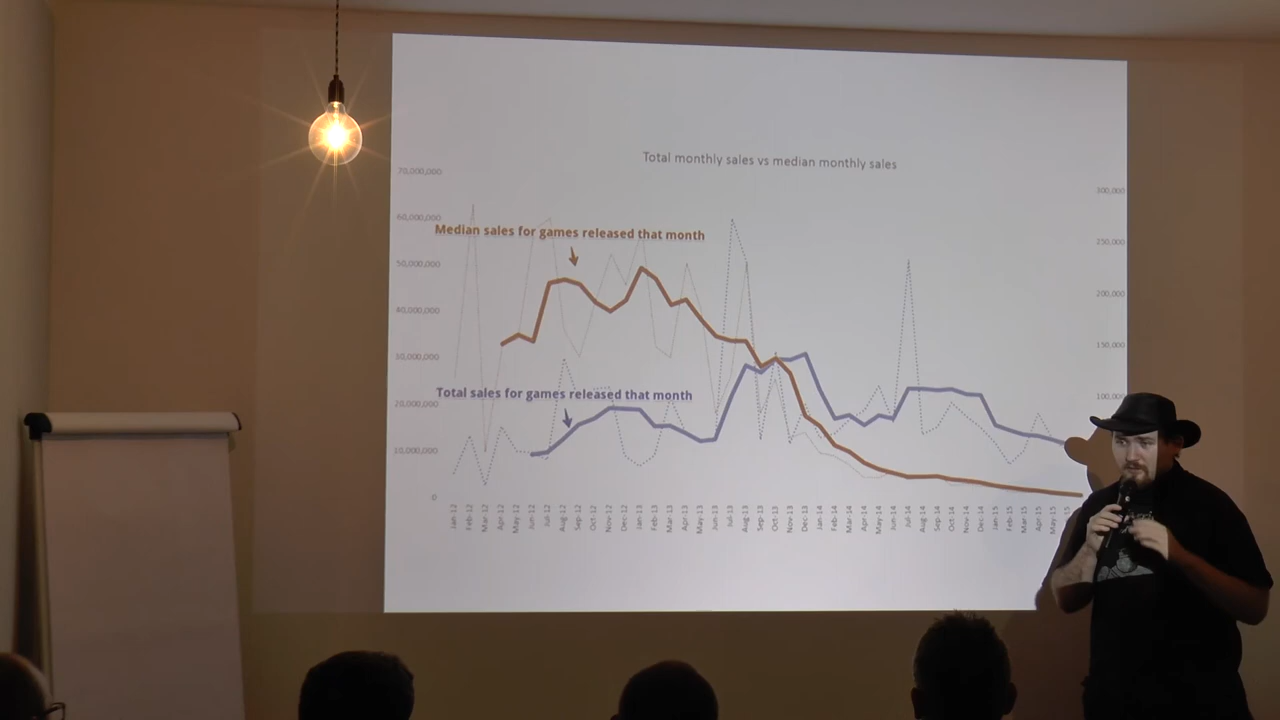 Total monthly sales vs median monthly sales
70,000,000
60,000,000
50,000,000
40,000,000
30,000,000
20,000,000
10,000,000
0
300,000
250,000
200,000
150,000
100,000
Median sales for games released that month
Total sales for games released that month
Jan-12
Feb-12
Mar-12
Apr-12
May-12
Jun-12
Jul-12
Aug-12
Sep-12
Oct-12
Nov-12
Dec-12
Jan-13
Feb-13
Mar-13
Apr-13
May-13
Jun-13
Jul-13
Aug-13
Sep-13
Oct-13
Nov-13
Dec-13
Jan-14
Feb-14
Mar-14
Apr-14
May-14
Jun-14
Jul-14
Aug-14
Sep-14
Oct-14
Nov-14
Dec-14
Jan-15
Feb-15
Mar-15
Apr-15
May-15